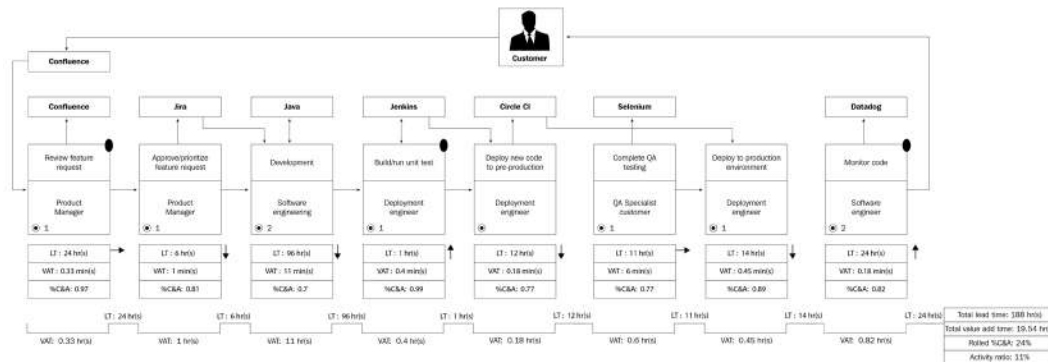 Customer
Confluence
Confluence
Jira
Java
Jenkins
Circle CI
Selenium
Datadog
Review feature
request
Product
Manager
1
Approve/prioritize
feature request
Product
Manager
1
Development
Software
engineering
2
Build/run unit test
Deployment
engineer
1
Deploy new code
to pre-production
Deployment
engineer
Complete QA
testing
QA Specialist
customer
1
Deploy to production
environment
Deployment
engineer
1
Monitor code
Software
engineer
2
LT : 24 hr(s)
VAT : 0.33 min(s)
%C&A: 0.97
LT : 6 hr(s)
VAT : 1 min(s)
%C&A: 0.81
LT : 96 hr(s)
VAT : 11 min(s)
%C&A: 0.7
LT : 1 hr(s)
VAT : 0.4 min(s)
%C&A: 0.99
LT : 12 hr(s)
VAT : 0.18 min(s)
%C&A: 0.77
LT : 11 hr(s)
VAT : 6 min(s)
%C&A: 0.77
LT : 14 hr(s)
VAT : 0.45 min(s)
%C&A: 0.89
LT : 24 hr(s)
VAT : 0.18 min(s)
%C&A: 0.82
LT : 24 hr(s)
LT : 6 hr(s)
LT : 96 hr(s)
LT : 1 hr(s)
LT : 12 hr(s)
LT : 11 hr(s)
LT : 14 hr(s)
LT : 24 hr(s)
VAT: 0.33 hr(s)
VAT: 1 hr(s)
VAT: 11 hr(s)
VAT: 0.4 hr(s)
VAT: 0.18 hr(s)
VAT: 0.6 hr(s)
VAT: 0.45 hr(s)
VAT: 0.82 hr(s)
Total lead time: 188 hr(s)
Total value add time: 19.54 hr
Rolled %C&A: 24%
Activity ratio: 11%